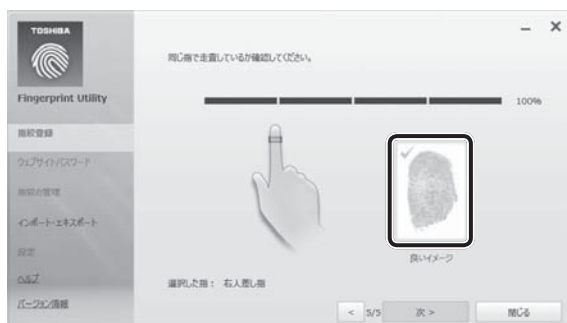 TOSHIBA
Fingerprint Utility
指紋登録
ウェブサイトパスワード
指紋の管理
インポート・エクスポート
設定
ヘルプ
バージョン情報
同じ指で走査しているか確認してください。
100%
良いイメージ
選択した指： 右人差し指
< 5/5 次 > 閉じる